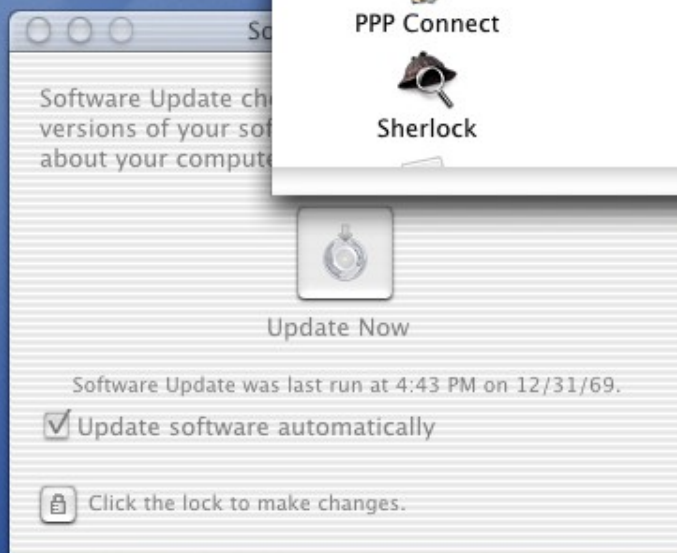 So
PPP Connect
Sherlock
Software Update che
versions of your sof
about your compute
Update Now
Software Update was last run at 4:43 PM on 12/31/69.
Update software automatically
Click the lock to make changes.